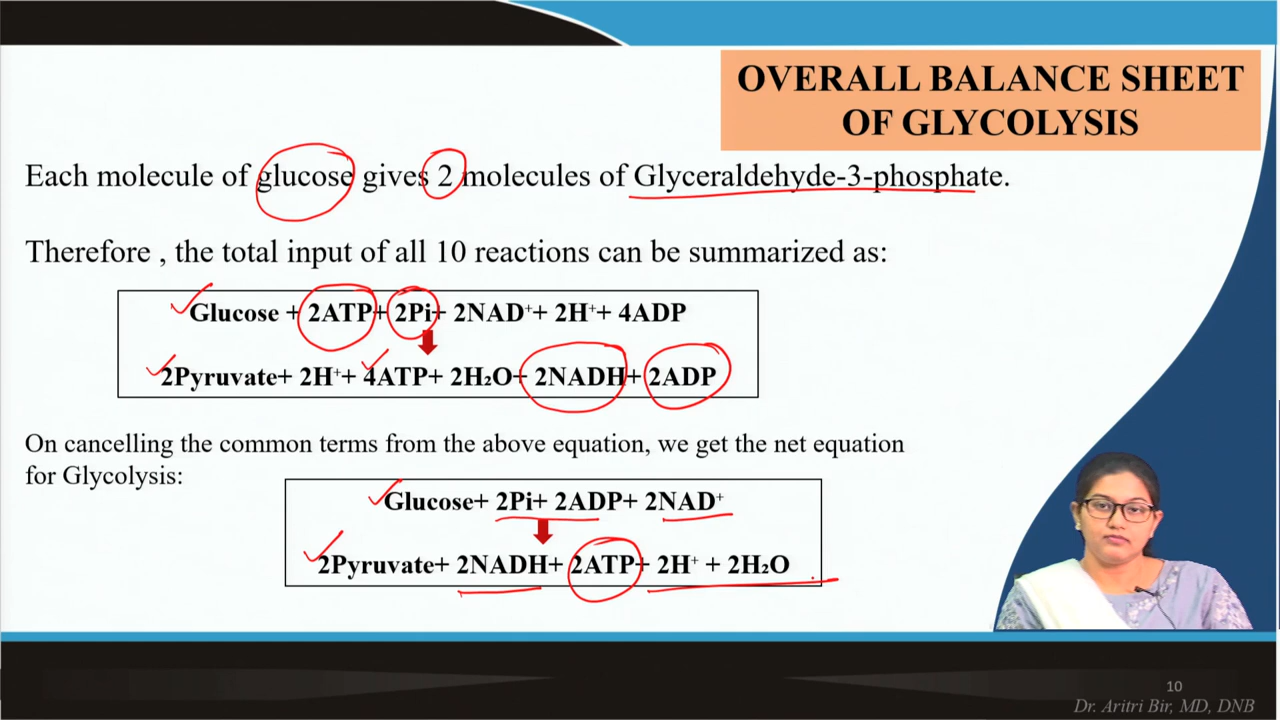 OVERALL BALANCE SHEET
OF GLYCOLYSIS
Each molecule of glucose gives 2 molecules of Glyceraldehyde-3-phosphate.
Therefore , the total input of all 10 reactions can be summarized as:
Glucose + 2ATP+ 2Pi+ 2NAD⁺+ 2H⁺+ 4ADP
2Pyruvate+ 2H⁺+ 4ATP+ 2H₂O+ 2NADH+ 2ADP
On cancelling the common terms from the above equation, we get the net equation
for Glycolysis:
Glucose+ 2Pi+ 2ADP+ 2NAD⁺
2Pyruvate+ 2NADH+ 2ATP+ 2H⁺ + 2H₂O
10
Dr. Aritri Bir, MD, DNB